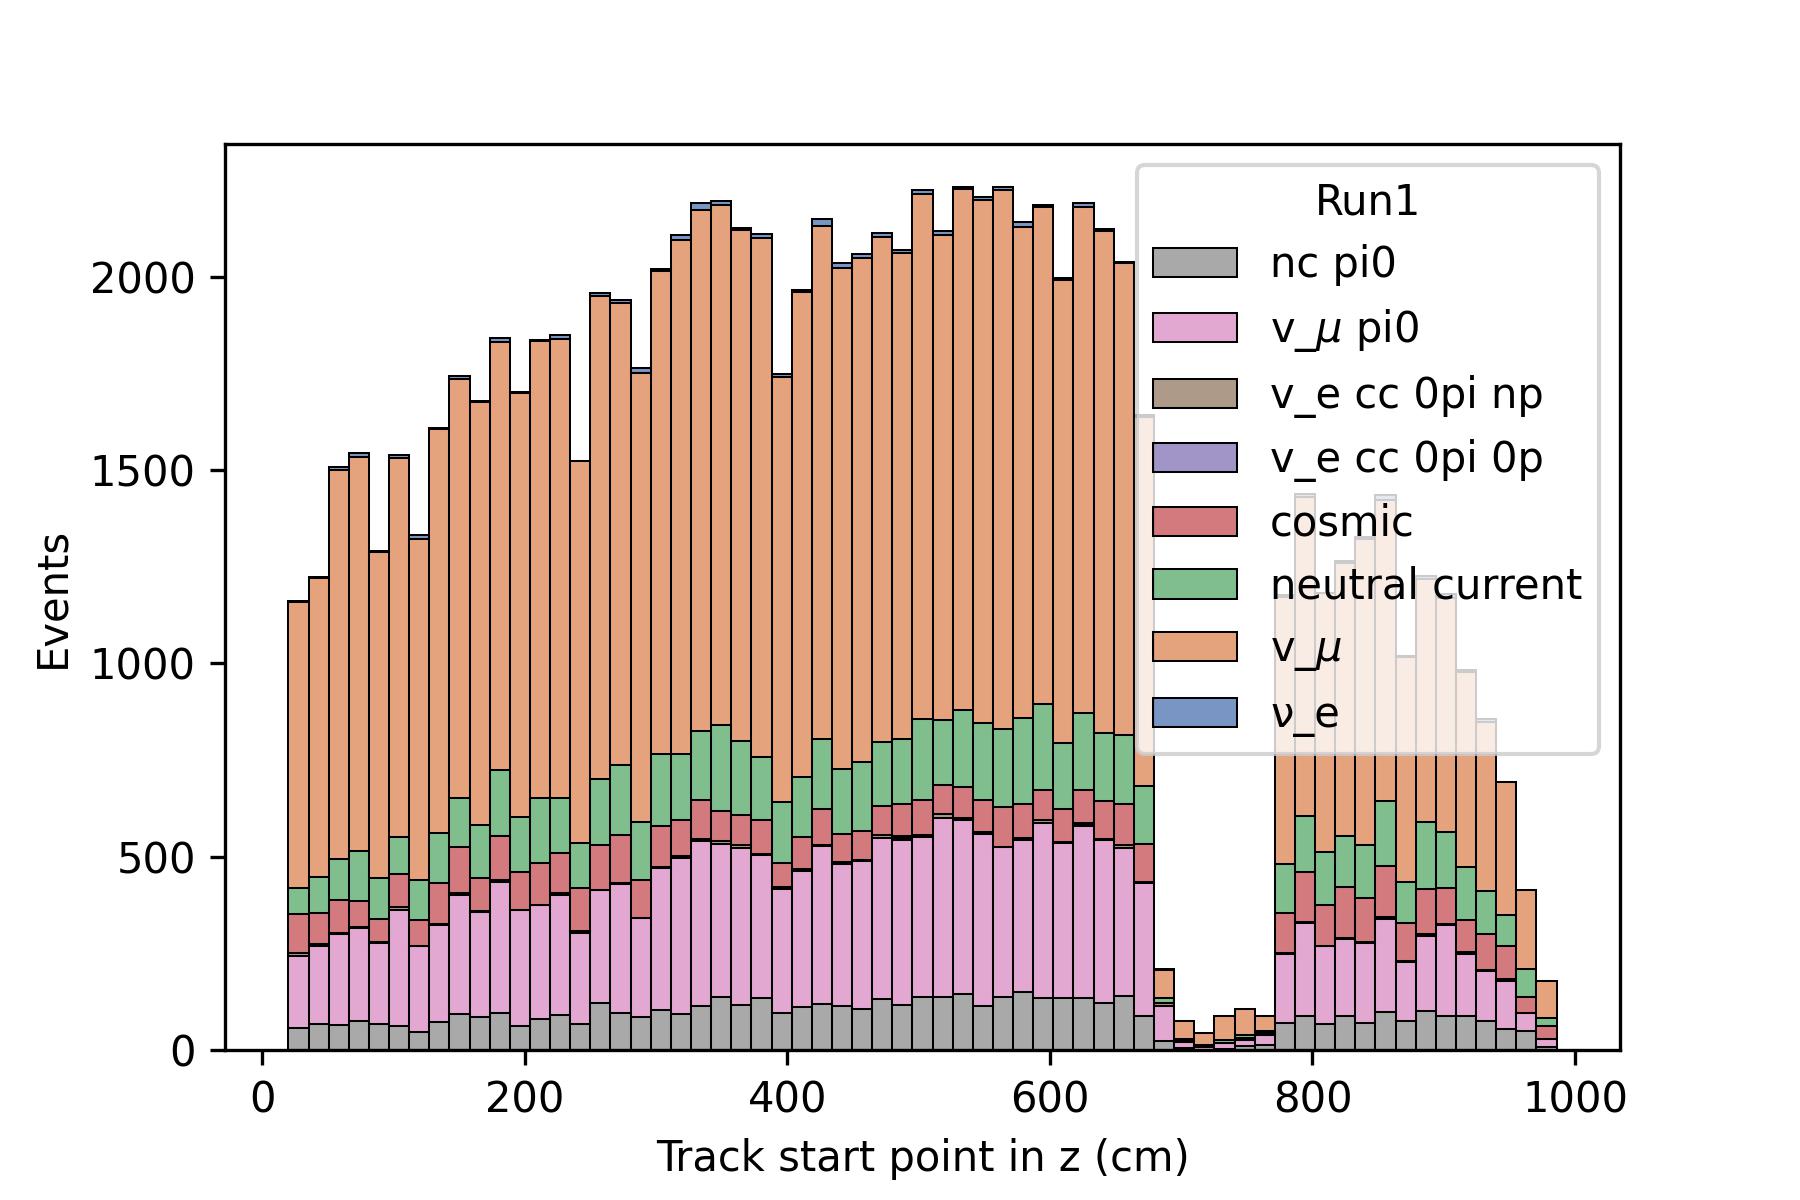 Run1
nc pi0
v_μ pi0
v_e cc 0pi np
v_e cc 0pi 0p
cosmic
neutral current
v_μ
ν_e
Events
2000
1500
1000
500
0
0 200 400 600 800 1000
Track start point in z (cm)